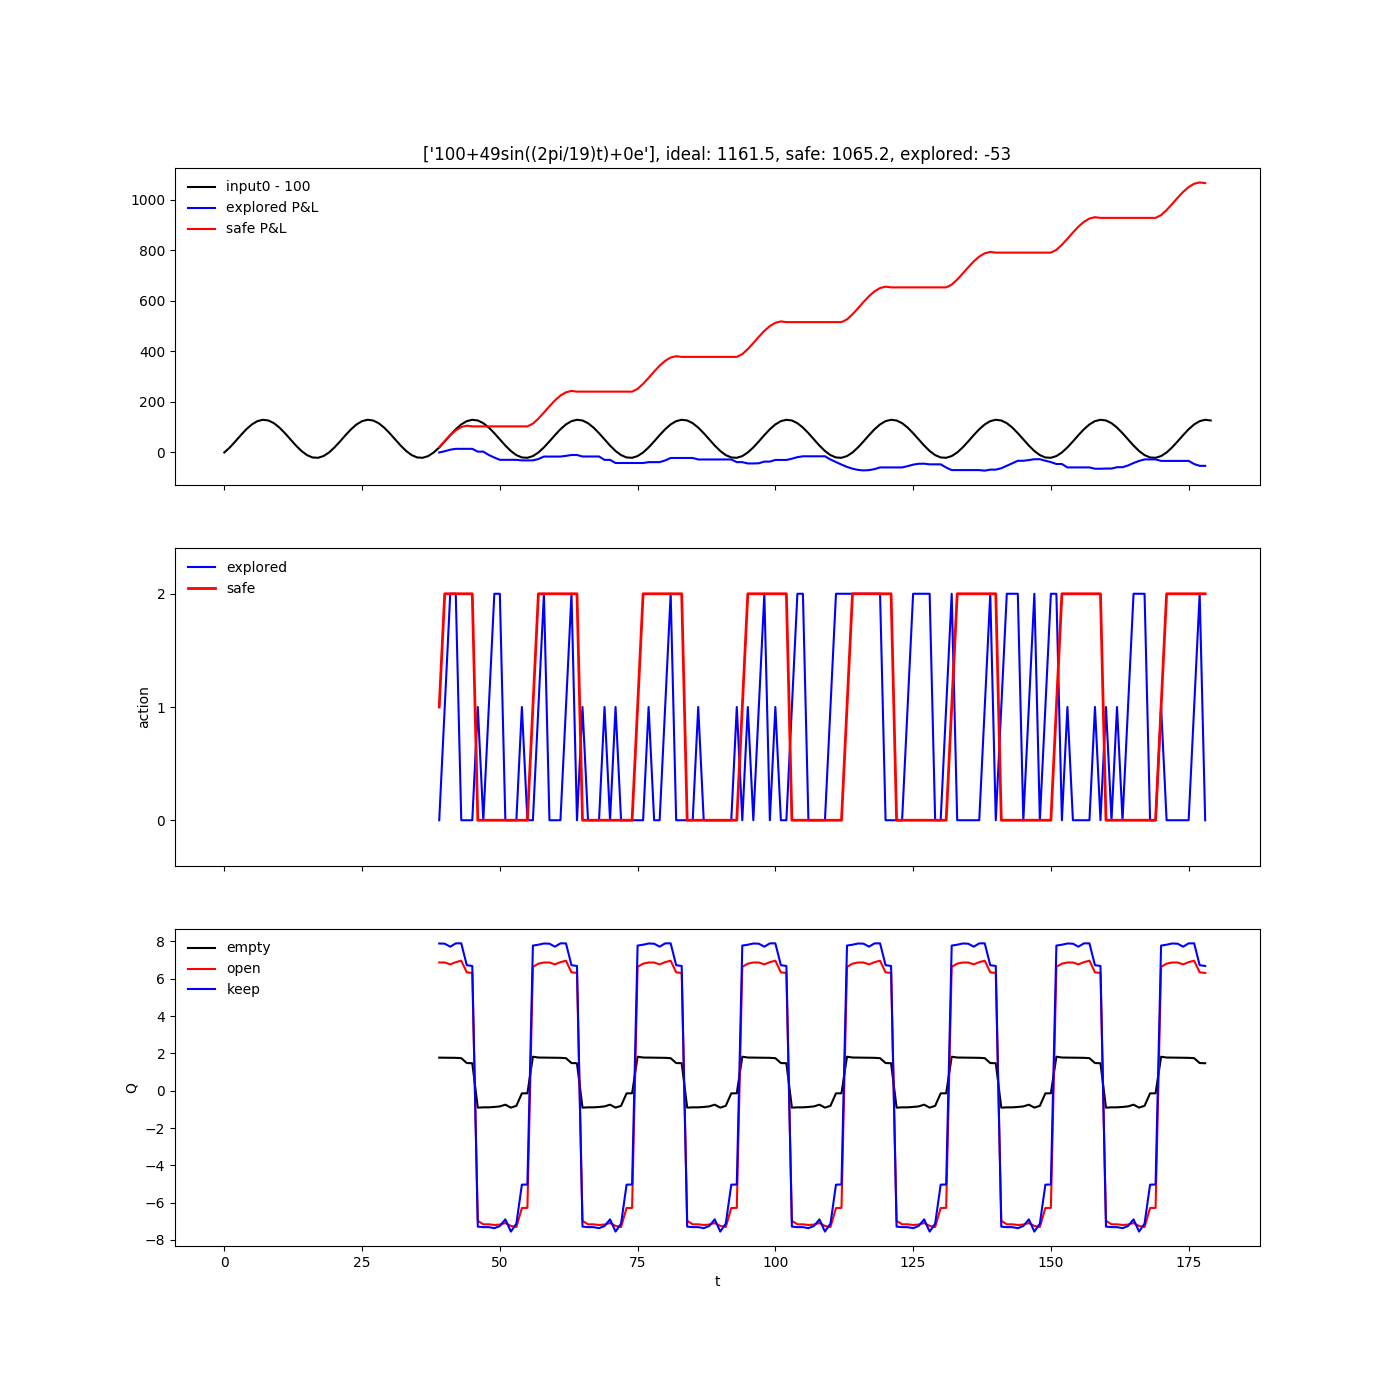 ['100+49sin((2pi/19)t)+0e'], ideal: 1161.5, safe: 1065.2, explored: -53
input0 - 100
explored P&L
safe P&L
1000
800
600
400
200
0
explored
safe
2
1
0
action
empty
open
keep
8
6
4
2
0
−2
−4
−6
−8
Q
0 25 50 75 100 125 150 175
t